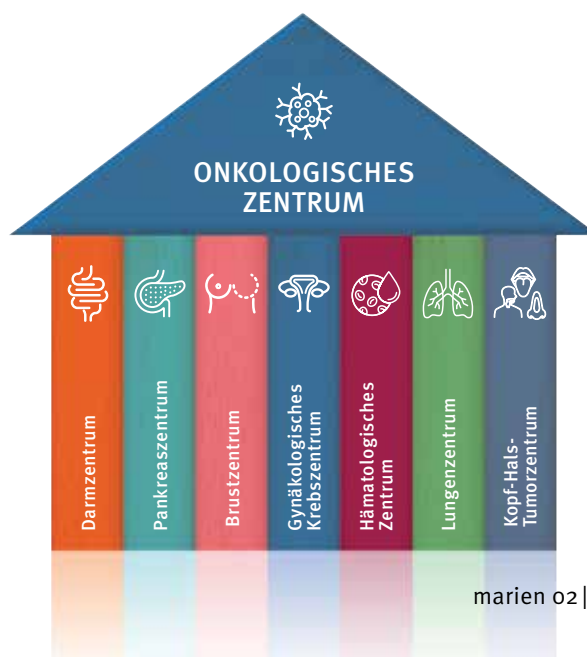 ONKOLOGISCHES
ZENTRUM
Darmzentrum
Pankreaszentrum
Brustzentrum
Gynäkologisches
Krebszentrum
Hämatologisches
Zentrum
Lungenzentrum
Kopf-Hals-
Tumorzentrum
marien 02|